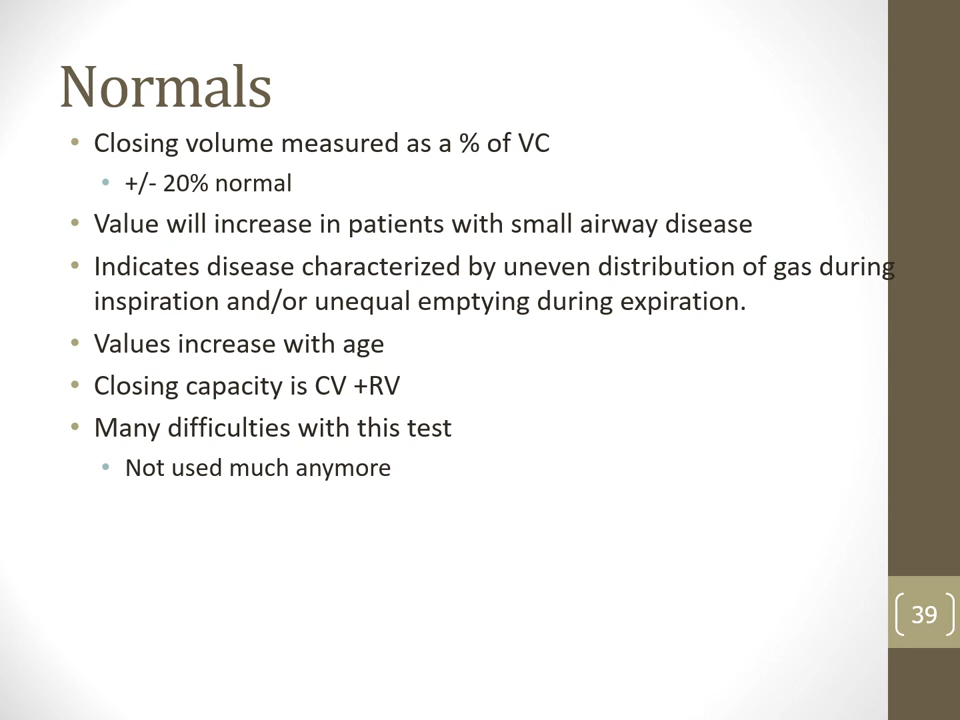 Normals
• Closing volume measured as a % of VC
• +/- 20% normal
• Value will increase in patients with small airway disease
• Indicates disease characterized by uneven distribution of gas during
inspiration and/or unequal emptying during expiration.
• Values increase with age
• Closing capacity is CV +RV
• Many difficulties with this test
• Not used much anymore
39